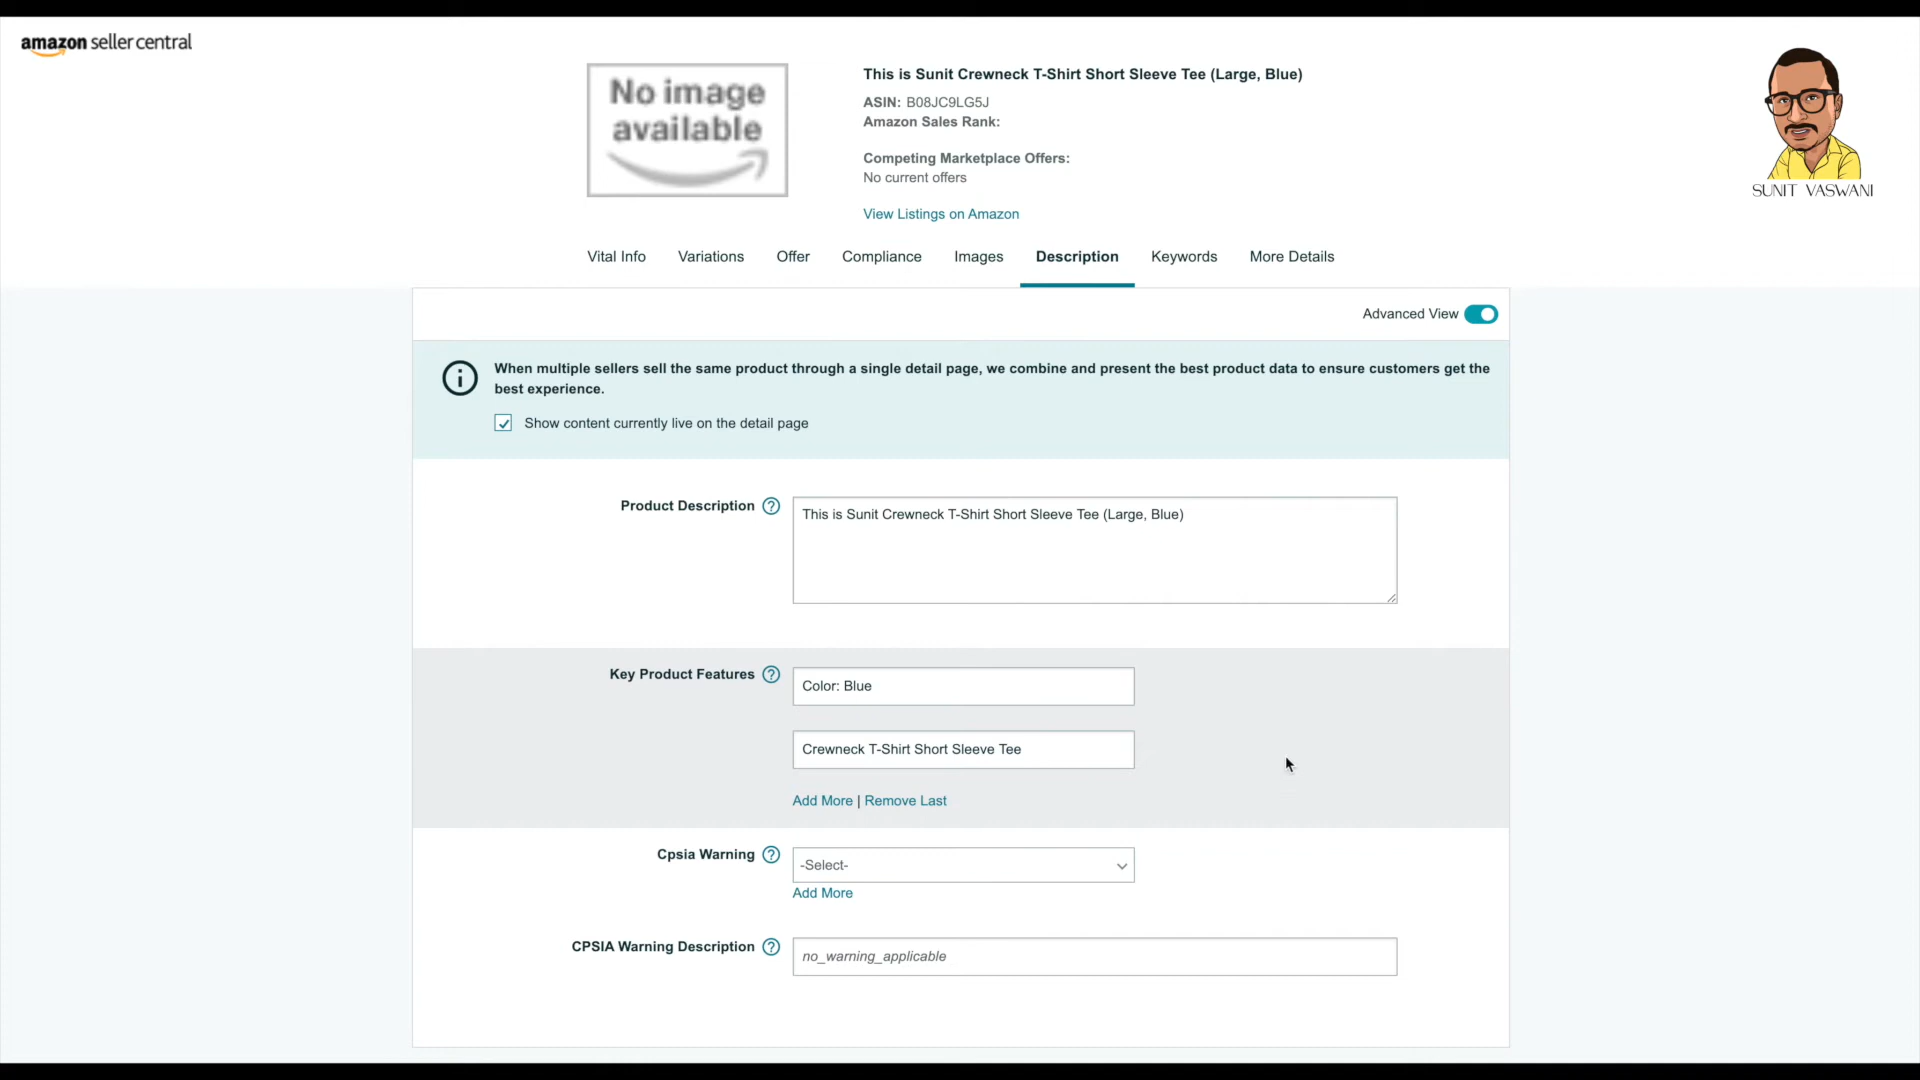 amazon seller central
No image
available
This is Sunit Crewneck T-Shirt Short Sleeve Tee (Large, Blue)
ASIN: B08JC9LG5J
Amazon Sales Rank:
Competing Marketplace Offers:
No current offers
View Listings on Amazon
SUNIT VASWANI
Vital Info Variations Offer Compliance Images Description Keywords More Details
Advanced View
When multiple sellers sell the same product through a single detail page, we combine and present the best product data to ensure customers get the
best experience.
Show content currently live on the detail page
Product Description ? This is Sunit Crewneck T-Shirt Short Sleeve Tee (Large, Blue)
Key Product Features ? Color: Blue
Crewneck T-Shirt Short Sleeve Tee
Add More | Remove Last
Cpsia Warning ? -Select-
Add More
CPSIA Warning Description ? no_warning_applicable